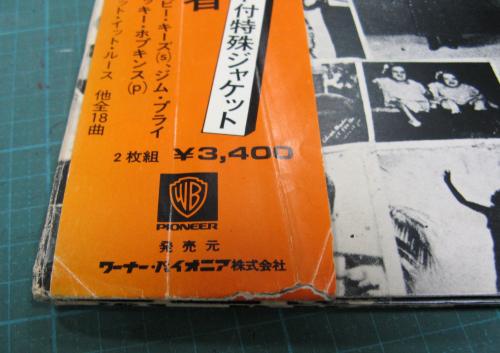 者
付特殊ジャケット
ビー・キーズ(s)ジム・プライ
ッキー・ホプキンス(p)
ット・イット・ルース 他全18曲
2枚組 ¥3,400
WB
PIONEER
発売元
ワーナー・パイオニア株式会社